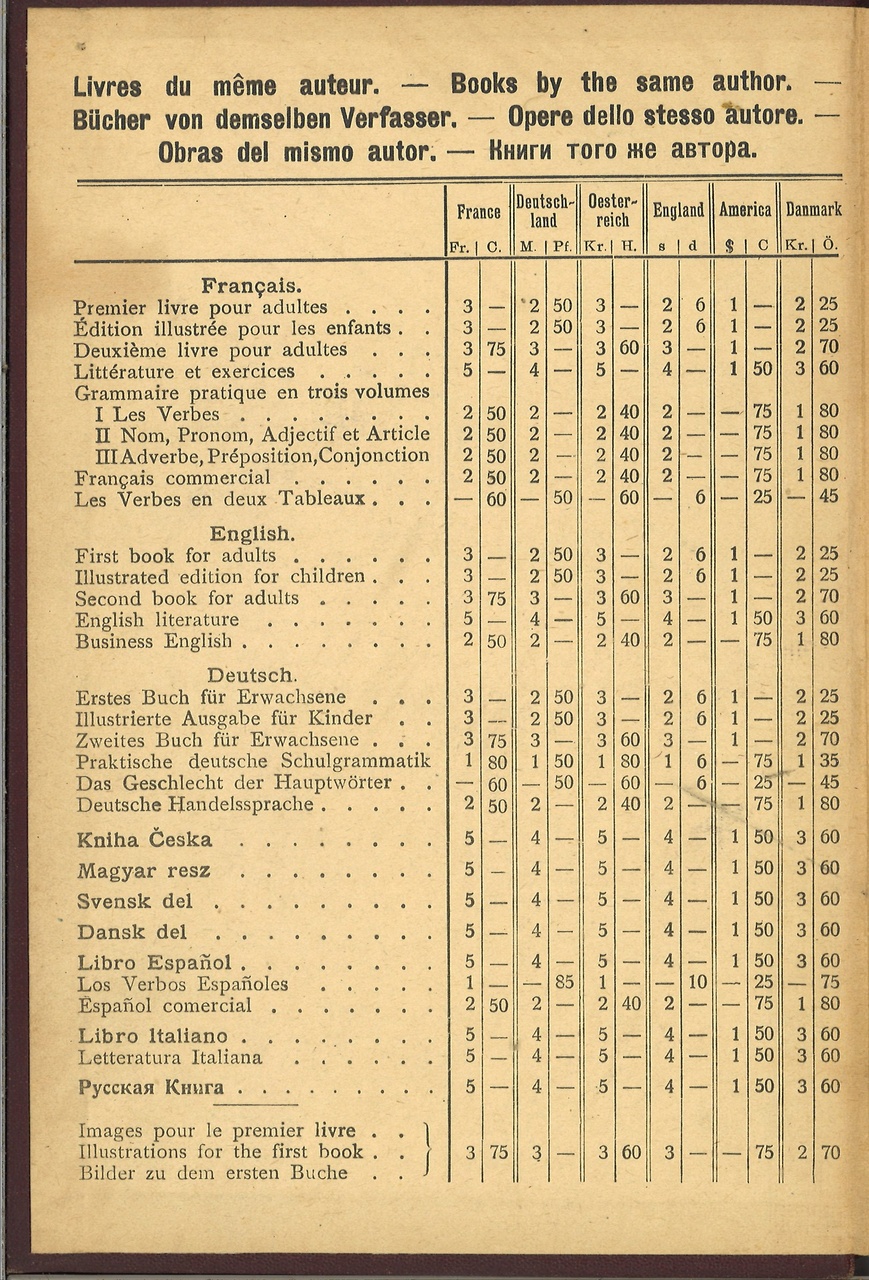 Livres du même auteur. — Books by the same author. —
Bücher von demselben Verfasser. — Opere dello stesso autore. —
Obras del mismo autor. — Книги того же автора.
France Deutsch- Oester- England America Danmark
land reich
Fr. C. M. Pf. Kr. H. s d $ C Kr. Ö.
Français.
Premier livre pour adultes . . . . 3 — 2 50 3 — 2 6 1 — 2 25
Édition illustrée pour les enfants . . 3 — 2 50 3 — 2 6 1 — 2 25
Deuxième livre pour adultes . . . 3 75 3 — 3 60 3 — 1 — 2 70
Littérature et exercices . . . . . 5 — 4 — 5 — 4 — 1 50 3 60
Grammaire pratique en trois volumes
I Les Verbes . . . . . . . . 2 50 2 — 2 40 2 — — 75 1 80
II Nom, Pronom, Adjectif et Article 2 50 2 — 2 40 2 — — 75 1 80
III Adverbe, Préposition, Conjonction 2 50 2 — 2 40 2 — — 75 1 80
Français commercial . . . . . . 2 50 2 — 2 40 2 — — 75 1 80
Les Verbes en deux Tableaux . . . — 60 — 50 — 60 — 6 — 25 — 45
English.
First book for adults . . . . . . 3 — 2 50 3 — 2 6 1 — 2 25
Illustrated edition for children . . . 3 — 2 50 3 — 2 6 1 — 2 25
Second book for adults . . . . . 3 75 3 — 3 60 3 — 1 — 2 70
English literature . . . . . . . 5 — 4 — 5 — 4 — 1 50 3 60
Business English . . . . . . . . 2 50 2 — 2 40 2 — — 75 1 80
Deutsch.
Erstes Buch für Erwachsene . . . 3 — 2 50 3 — 2 6 1 — 2 25
Illustrierte Ausgabe für Kinder . . 3 — 2 50 3 — 2 6 1 — 2 25
Zweites Buch für Erwachsene . . . 3 75 3 — 3 60 3 — 1 — 2 70
Praktische deutsche Schulgrammatik 1 80 1 50 1 80 1 6 — 75 1 35
Das Geschlecht der Hauptwörter . . — 60 — 50 — 60 — 6 — 25 — 45
Deutsche Handelssprache . . . . . 2 50 2 — 2 40 2 — — 75 1 80
Kniha Česka . . . . . . . . 5 — 4 — 5 — 4 — 1 50 3 60
Magyar resz . . . . . . . . 5 — 4 — 5 — 4 — 1 50 3 60
Svensk del . . . . . . . . . 5 — 4 — 5 — 4 — 1 50 3 60
Dansk del . . . . . . . . . 5 — 4 — 5 — 4 — 1 50 3 60
Libro Español . . . . . . . . 5 — 4 — 5 — 4 — 1 50 3 60
Los Verbos Españoles . . . . . 1 — — 85 1 — — 10 — 25 — 75
Español comercial . . . . . . . 2 50 2 — 2 40 2 — — 75 1 80
Libro Italiano . . . . . . . . 5 — 4 — 5 — 4 — 1 50 3 60
Letteratura Italiana . . . . . . 5 — 4 — 5 — 4 — 1 50 3 60
Русская Книга . . . . . . . . . 5 — 4 — 5 — 4 — 1 50 3 60
Images pour le premier livre . .
Illustrations for the first book . . 3 75 3 — 3 60 3 — — 75 2 70
Bilder zu dem ersten Buche . .